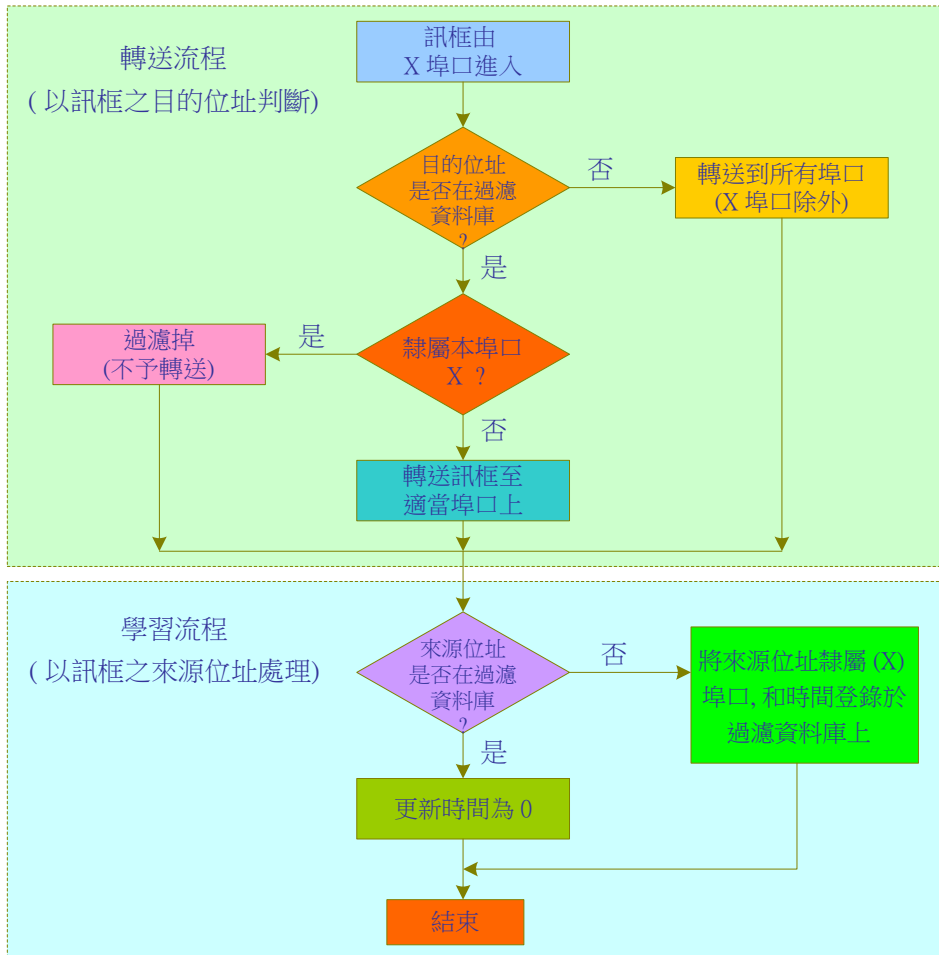 訊框由
X 埠口進入
轉送流程
( 以訊框之目的位址判斷)
目的位址
是否在過濾
資料庫
?
否
轉送到所有埠口
(X 埠口除外)
是
過濾掉
(不予轉送)
是
隸屬本埠口
X ?
否
轉送訊框至
適當埠口上
學習流程
( 以訊框之來源位址處理)
來源位址
是否在過濾
資料庫
?
否
將來源位址隸屬 (X)
埠口, 和時間登錄於
過濾資料庫上
是
更新時間為 0
結束